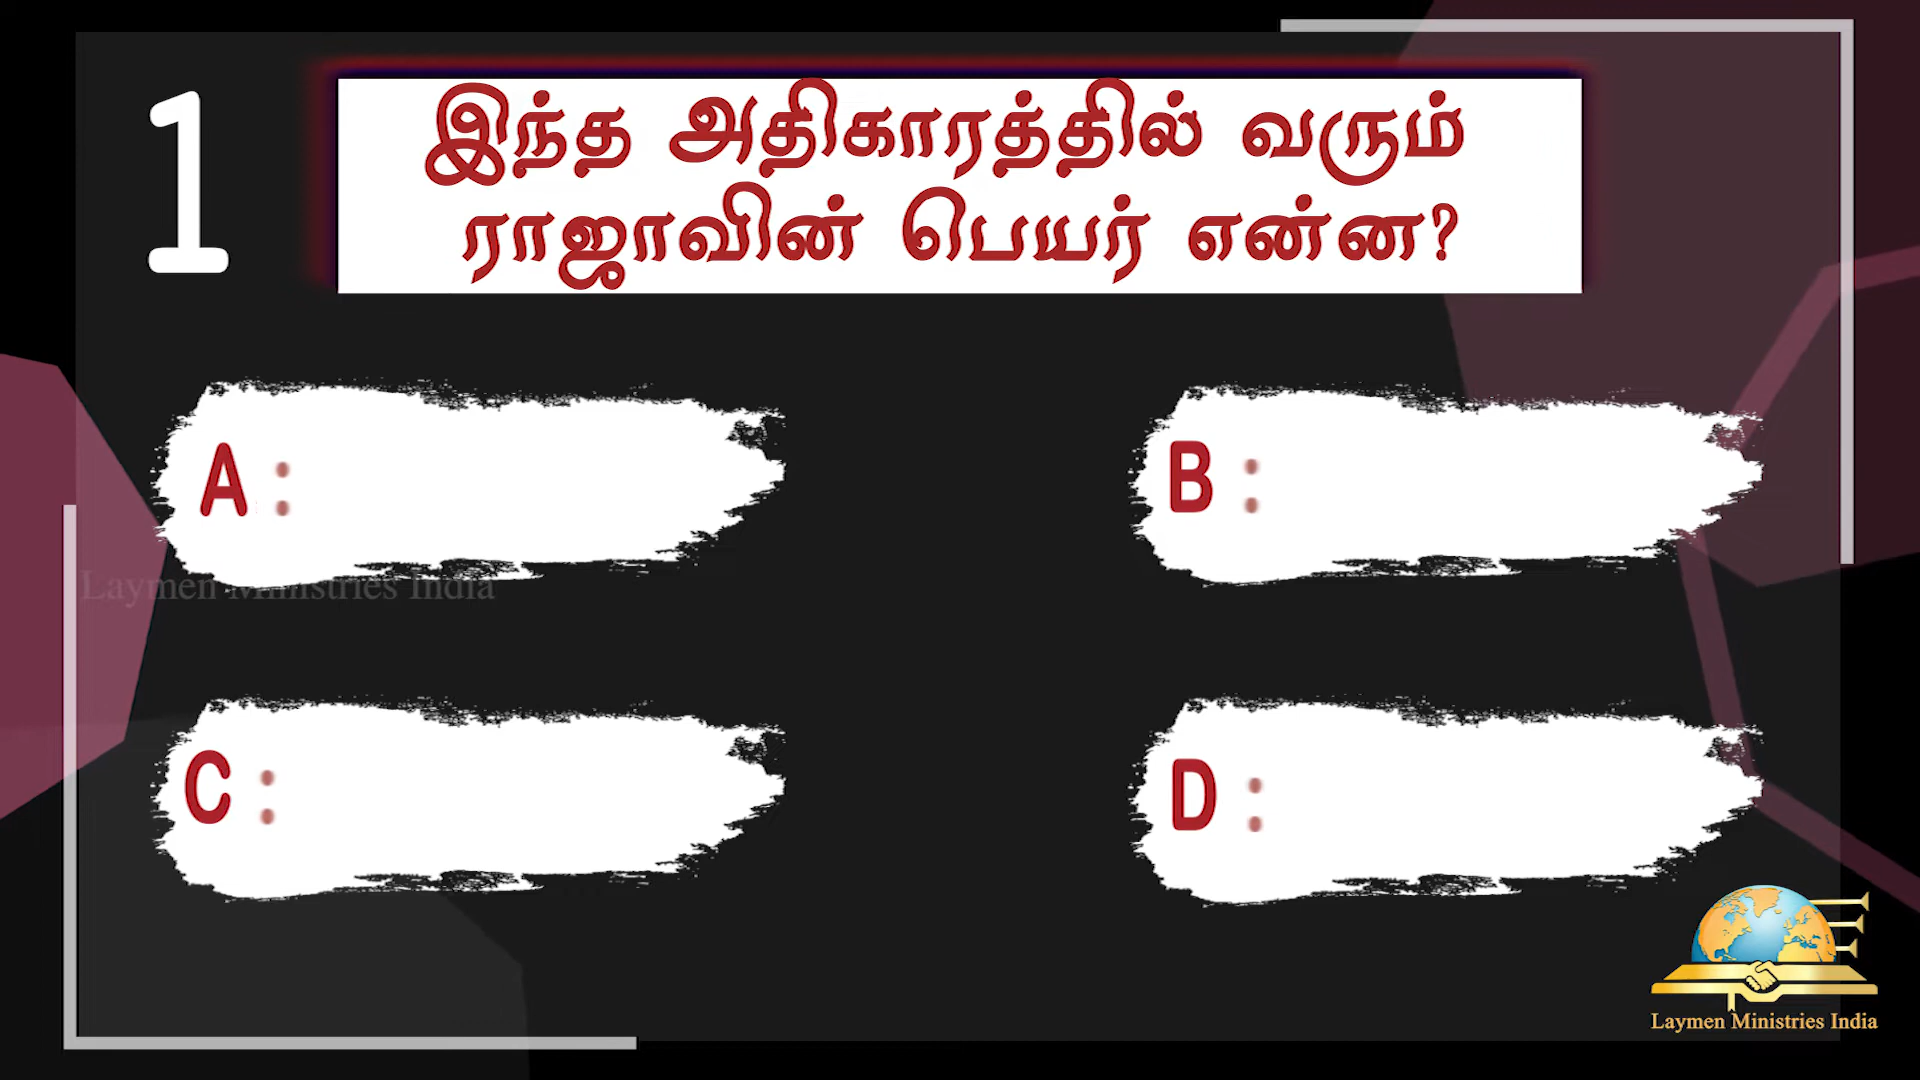 1
இந்த அதிகாரத்தில் வரும்
ராஜாவின் பெயர் என்ன?
A :
B :
Laymen Ministries India
C :
D :
Laymen Ministries India